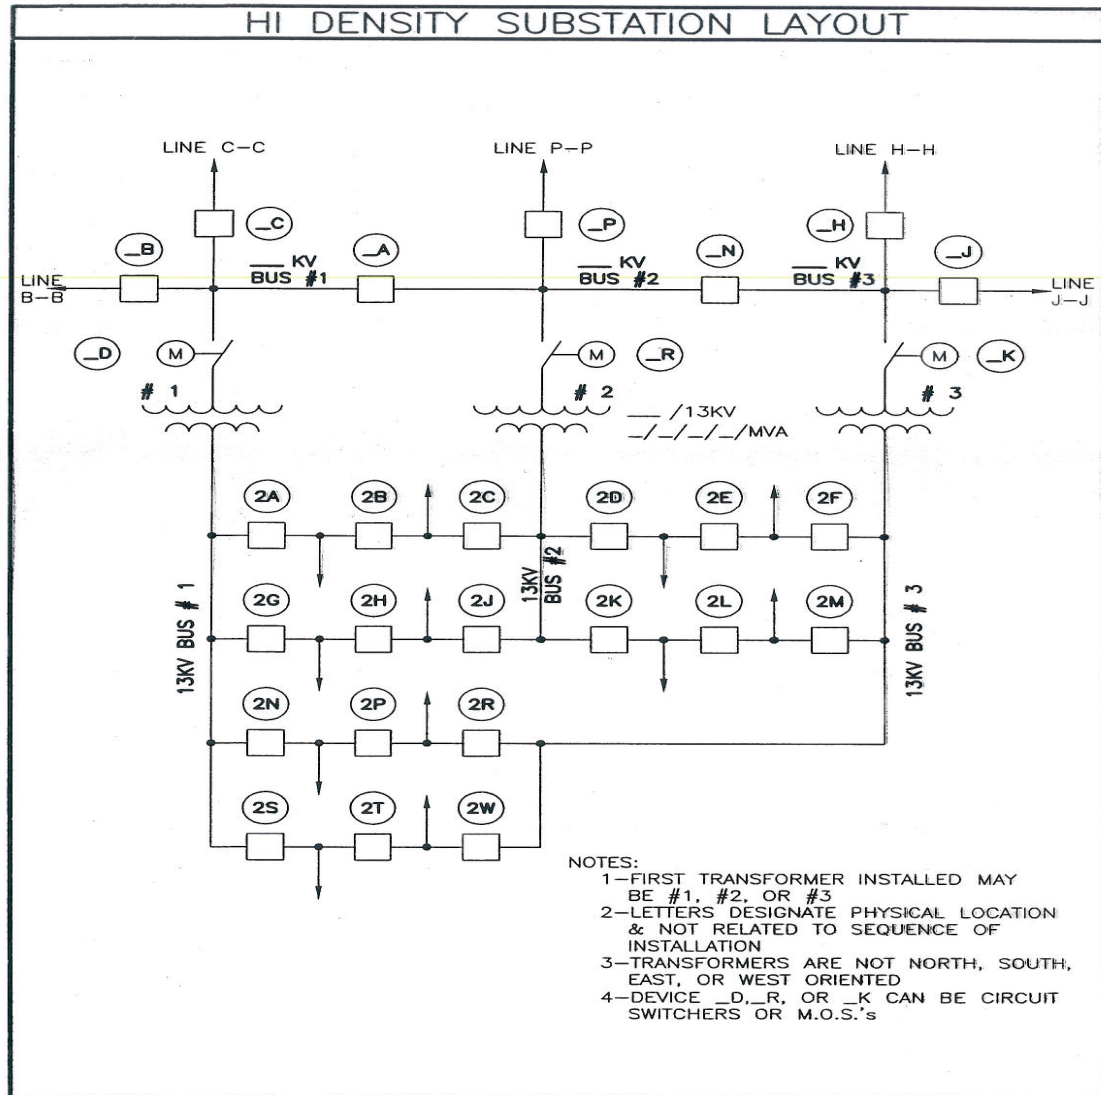 HI DENSITY SUBSTATION LAYOUT
LINE C-C
LINE P-P
LINE H-H
_C
_P
_H
_B
_A
_N
_J
___ KV
BUS #1
___ KV
BUS #2
___ KV
BUS #3
LINE
B-B
LINE
J-J
_D
M
M
_R
M
_K
# 1
# 2
# 3
___ /13KV
_/_/_/_/MVA
2A
2B
2C
2D
2E
2F
13KV
BUS #2
2G
2H
2J
2K
2L
2M
13KV BUS # 1
13KV BUS # 3
2N
2P
2R
2S
2T
2W
NOTES:
1-FIRST TRANSFORMER INSTALLED MAY
BE #1, #2, OR #3
2-LETTERS DESIGNATE PHYSICAL LOCATION
& NOT RELATED TO SEQUENCE OF
INSTALLATION
3-TRANSFORMERS ARE NOT NORTH, SOUTH,
EAST, OR WEST ORIENTED
4-DEVICE _D,_R, OR _K CAN BE CIRCUIT
SWITCHERS OR M.O.S.'s